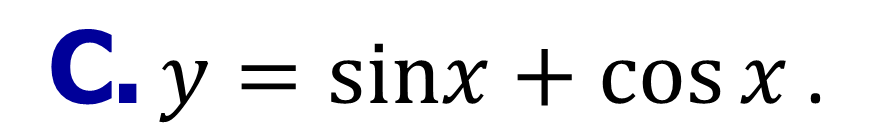 C. y = sinx + cos x .